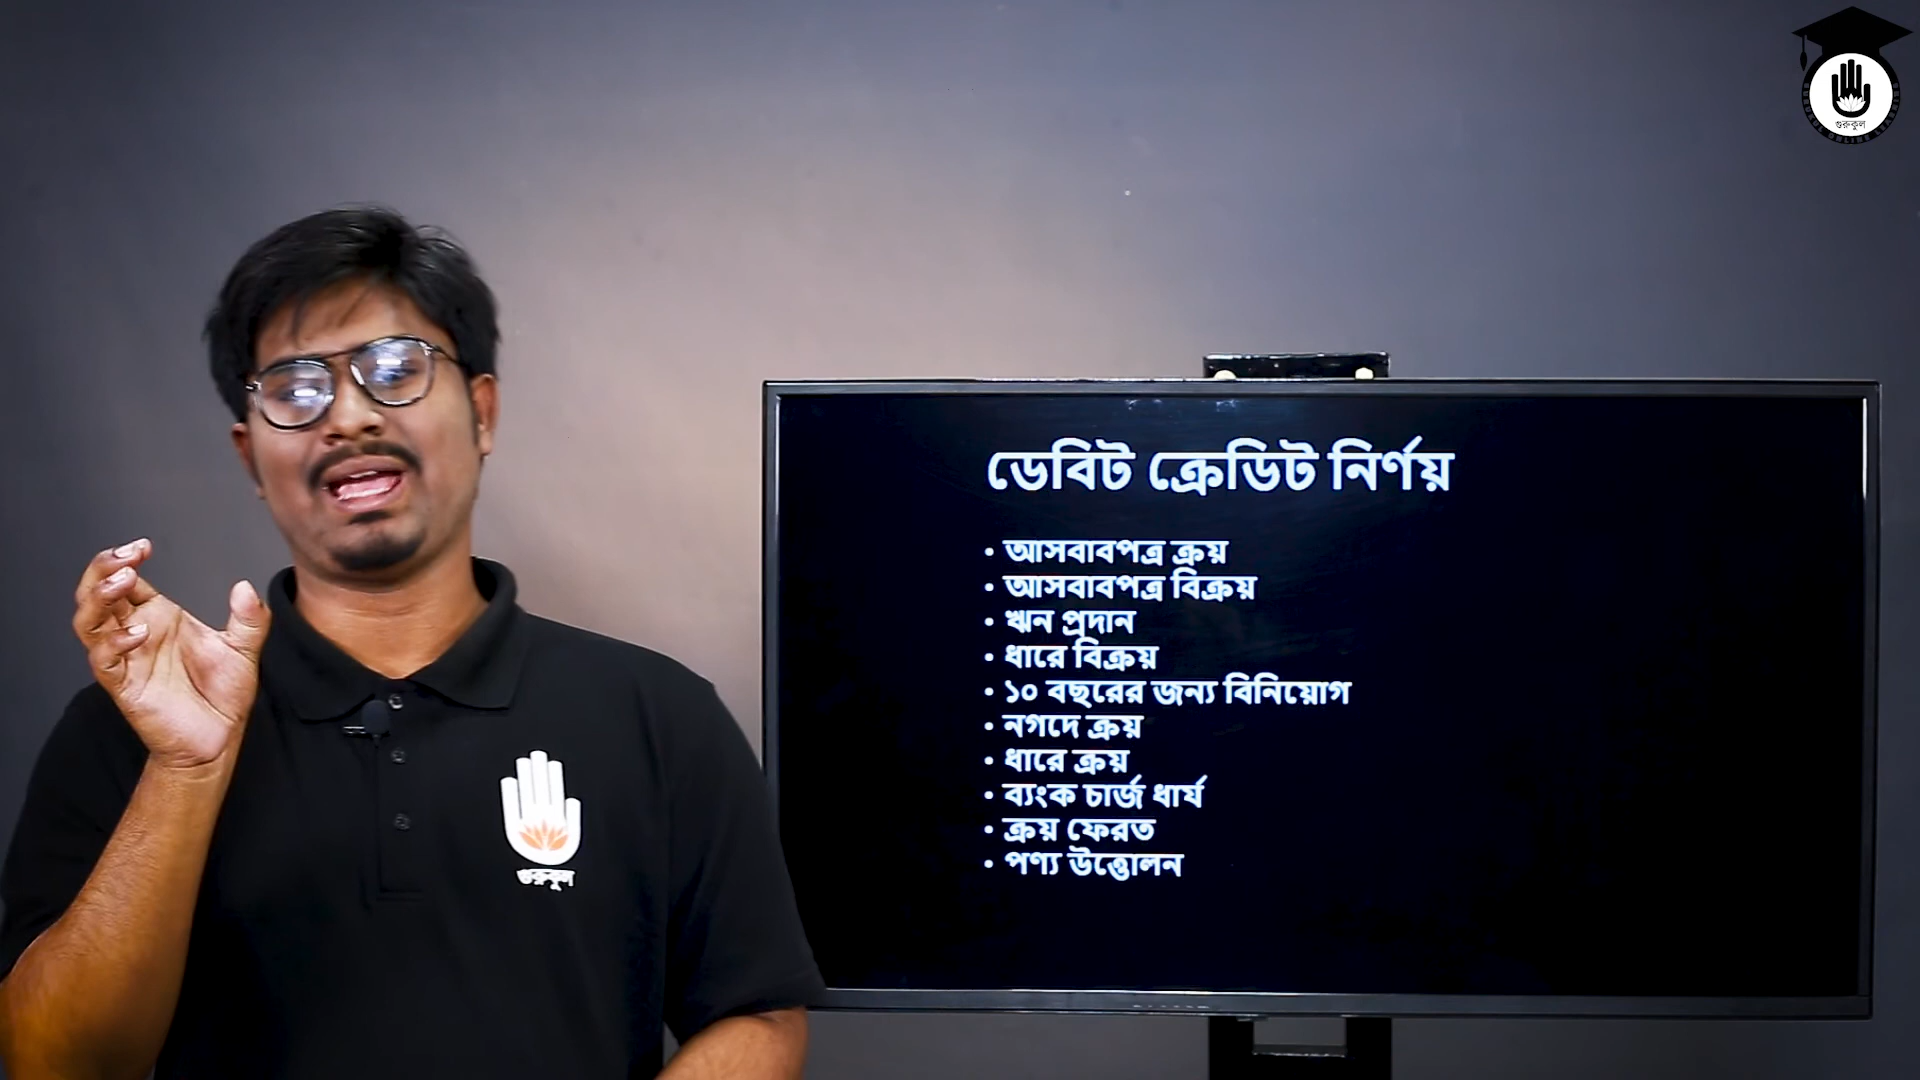 গুরুকুল
ডেবিট ক্রেডিট নির্ণয়
• আসবাবপত্র ক্রয়
• আসবাবপত্র বিক্রয়
• ঋন প্রদান
• ধারে বিক্রয়
• ১০ বছরের জন্য বিনিয়োগ
• নগদে ক্রয়
• ধারে ক্রয়
• ব্যংক চার্জ ধার্য
• ক্রয় ফেরত
• পণ্য উত্তোলন
গুরুকুল